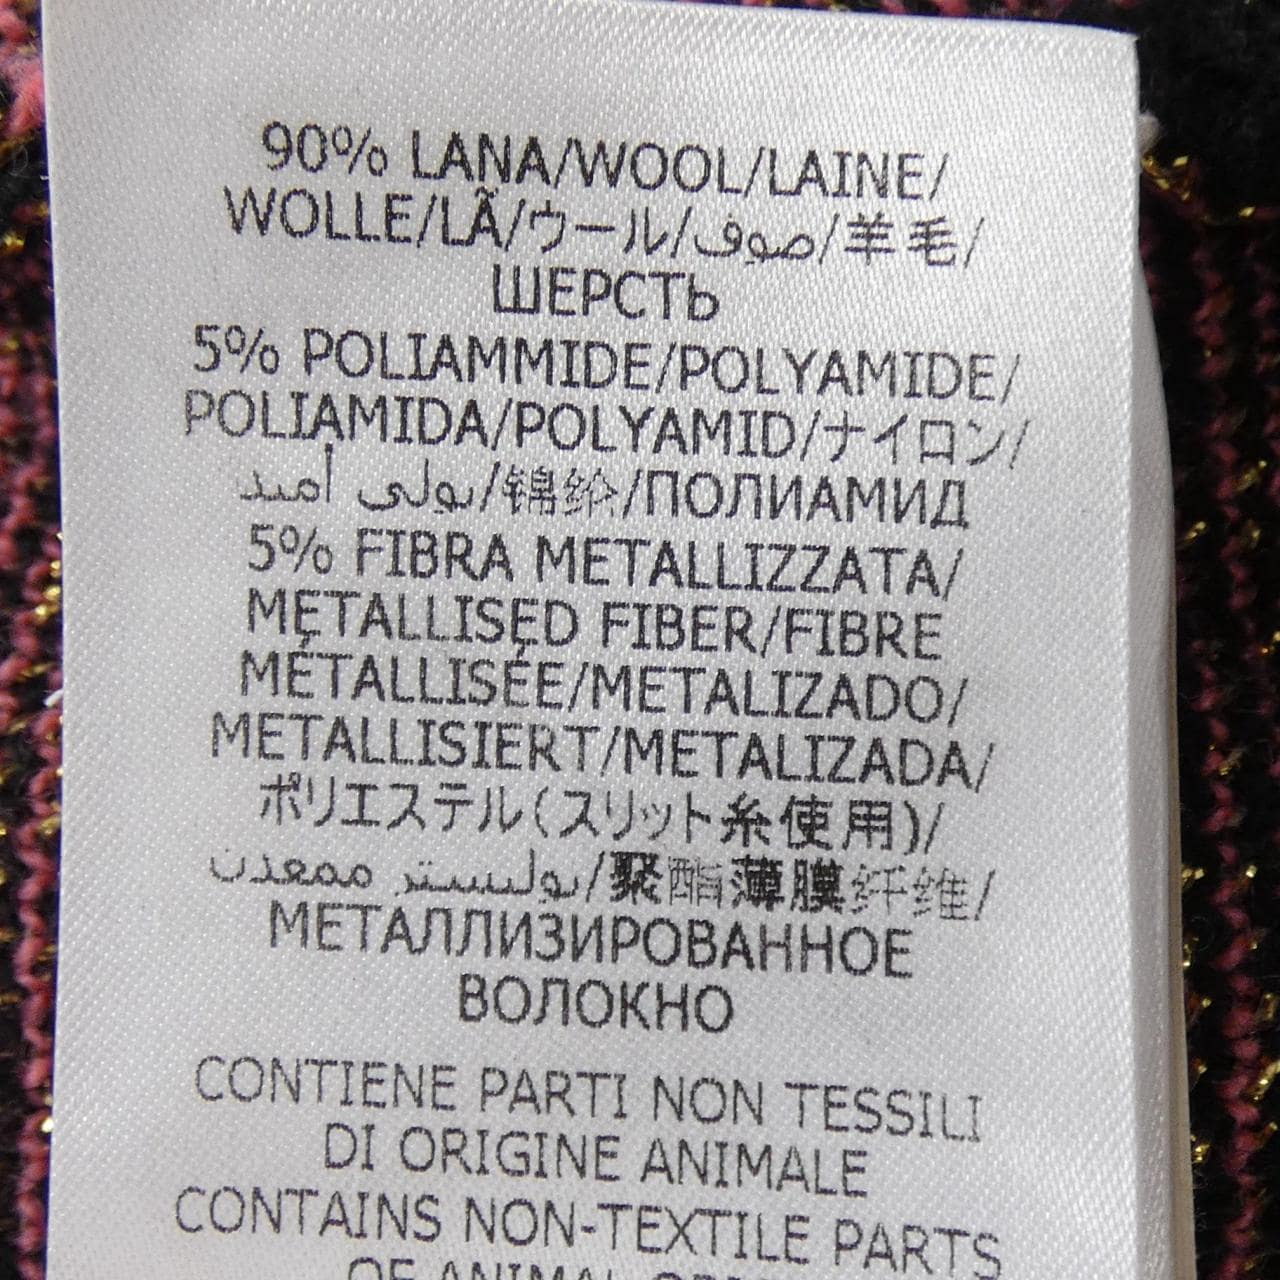 90% LANA/WOOL/LAINE/
WOLLE/LÃ/ウール/صوف/羊毛/
ШЕРСТЬ
5% POLIAMMIDE/POLYAMIDE/
POLIAMIDA/POLYAMID/ナイロン/
بولي أميد/锦纶/ПОЛИАМИД
5% FIBRA METALLIZZATA/
METALLISED FIBER/FIBRE
MÉTALLISÉE/METALIZADO/
METALLISIERT/METALIZADA/
ポリエステル(スリット糸使用)/
بوليستر ممعدن/聚酯薄膜纤维/
МЕТАЛЛИЗИРОВАННОЕ
ВОЛОКНО
CONTIENE PARTI NON TESSILI
DI ORIGINE ANIMALE
CONTAINS NON-TEXTILE PARTS
OF ANIMAL